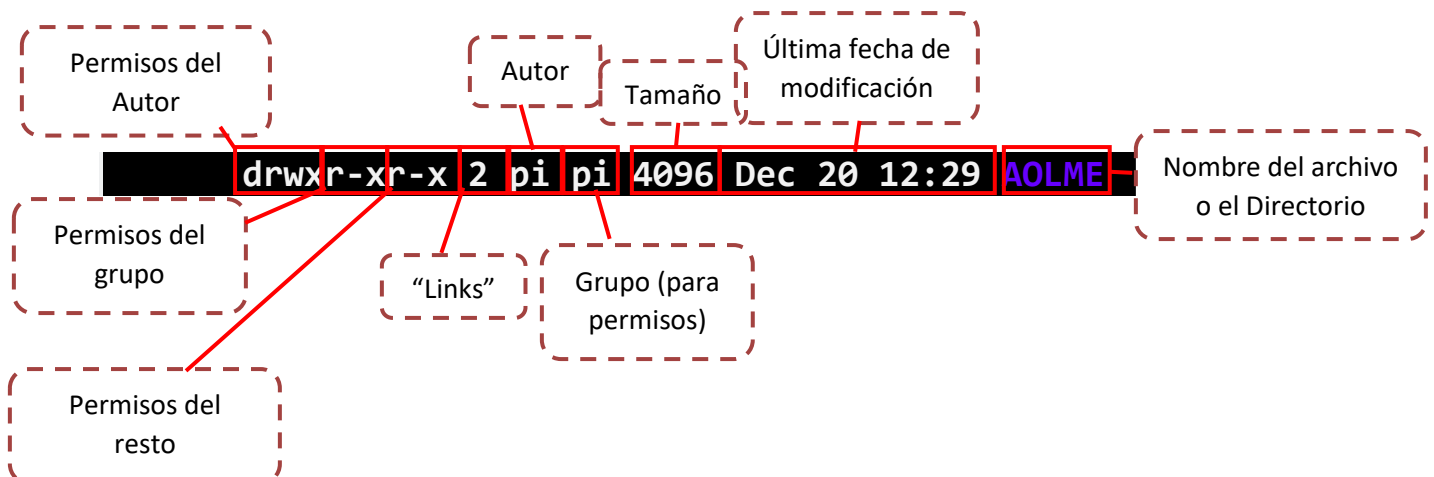 Permisos del
Autor
Autor
Tamaño
Última fecha de
modificación
drwxr-xr-x 2 pi pi 4096 Dec 20 12:29 AOLME
Nombre del archivo
o el Directorio
Permisos del
grupo
“Links”
Grupo (para
permisos)
Permisos del
resto